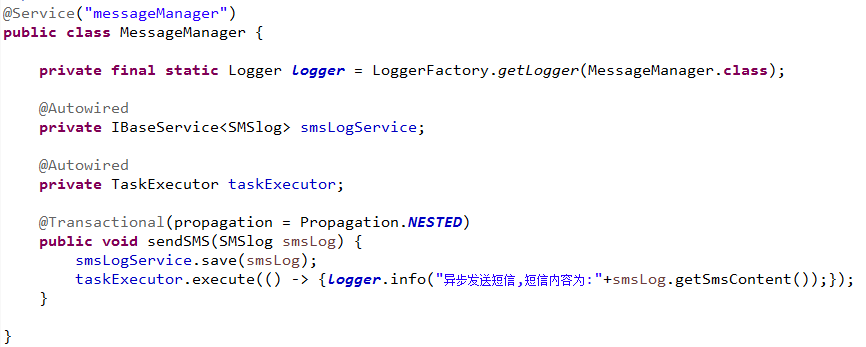 @Service("messageManager")
public class MessageManager {
private final static Logger logger = LoggerFactory.getLogger(MessageManager.class);
@Autowired
private IBaseService<SMSlog> smsLogService;
@Autowired
private TaskExecutor taskExecutor;
@Transactional(propagation = Propagation.NESTED)
public void sendSMS(SMSlog smsLog) {
smsLogService.save(smsLog);
taskExecutor.execute(() -> {logger.info("异步发送短信,短信内容为:"+smsLog.getSmsContent());});
}
}